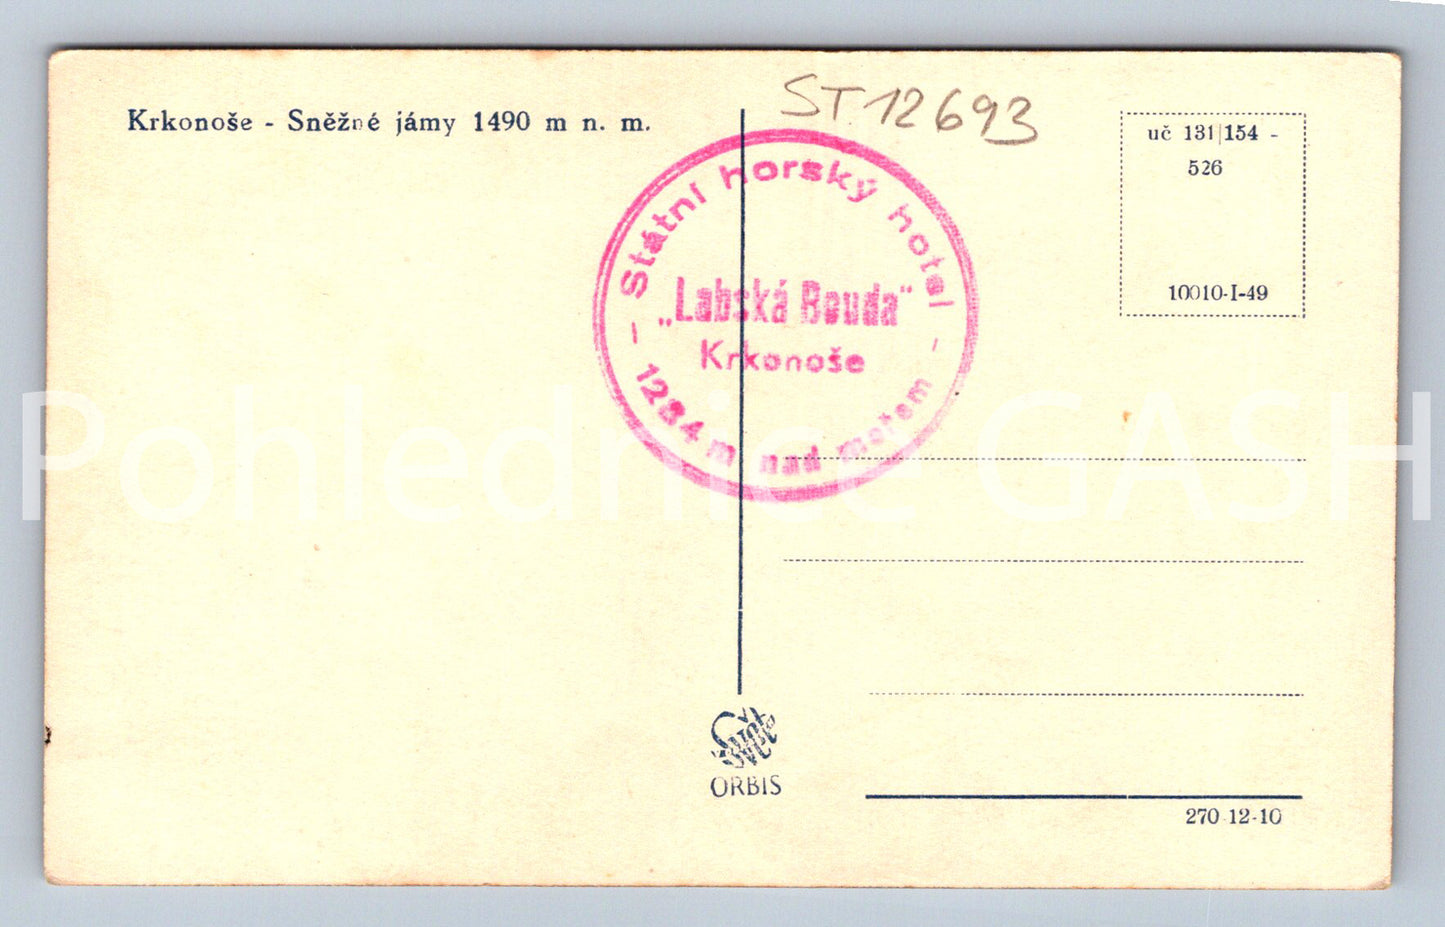 ST.12693
Krkonoše - Sněžné jámy 1490 m n. m.
uč 131|154 -
526
10010-I-49
- Státní horský hotel -
„Labská Bouda"
Krkonoše
1284 m nad mořem
Pohlednice GASH
ORBIS
270-12-10